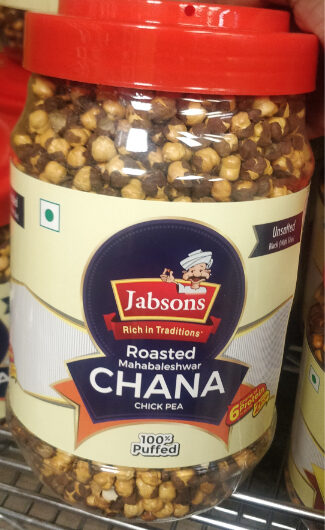 Unsalted
Jabsons
Rich in Traditions
Roasted
Mahabaleshwar
CHANA
CHICK PEA
100%
Puffed